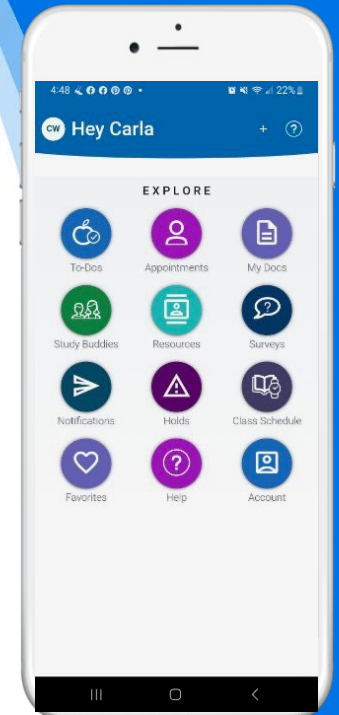 4:48 22%
CW Hey Carla + ?
EXPLORE
To-Dos Appointments My Docs
Study Buddies Resources Surveys
Notifications Holds Class Schedule
Favorites Help Account